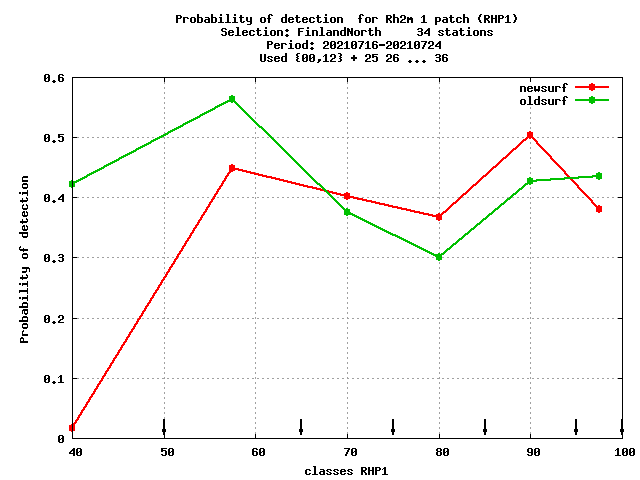 Probability of detection  for Rh2m 1 patch (RHP1)
Selection: FinlandNorth     34 stations
Period: 20210716-20210724
Used {00,12} + 25 26 ... 36
newsurf
oldsurf
0.6
0.5
0.4
0.3
0.2
0.1
0
Probability of detection
40 50 60 70 80 90 100
classes RHP1